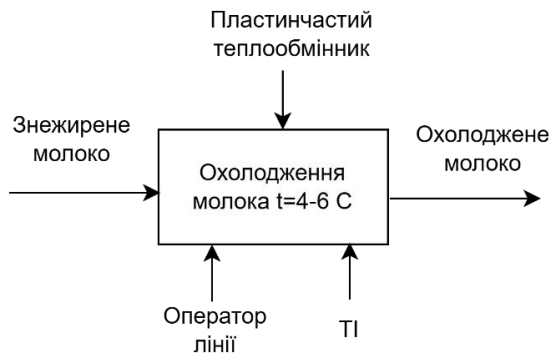 Пластинчастий
теплообмінник
Знежирене
молоко
Охолодження
молока t=4-6 С
Охолоджене
молоко
Оператор
лінії
ТІ